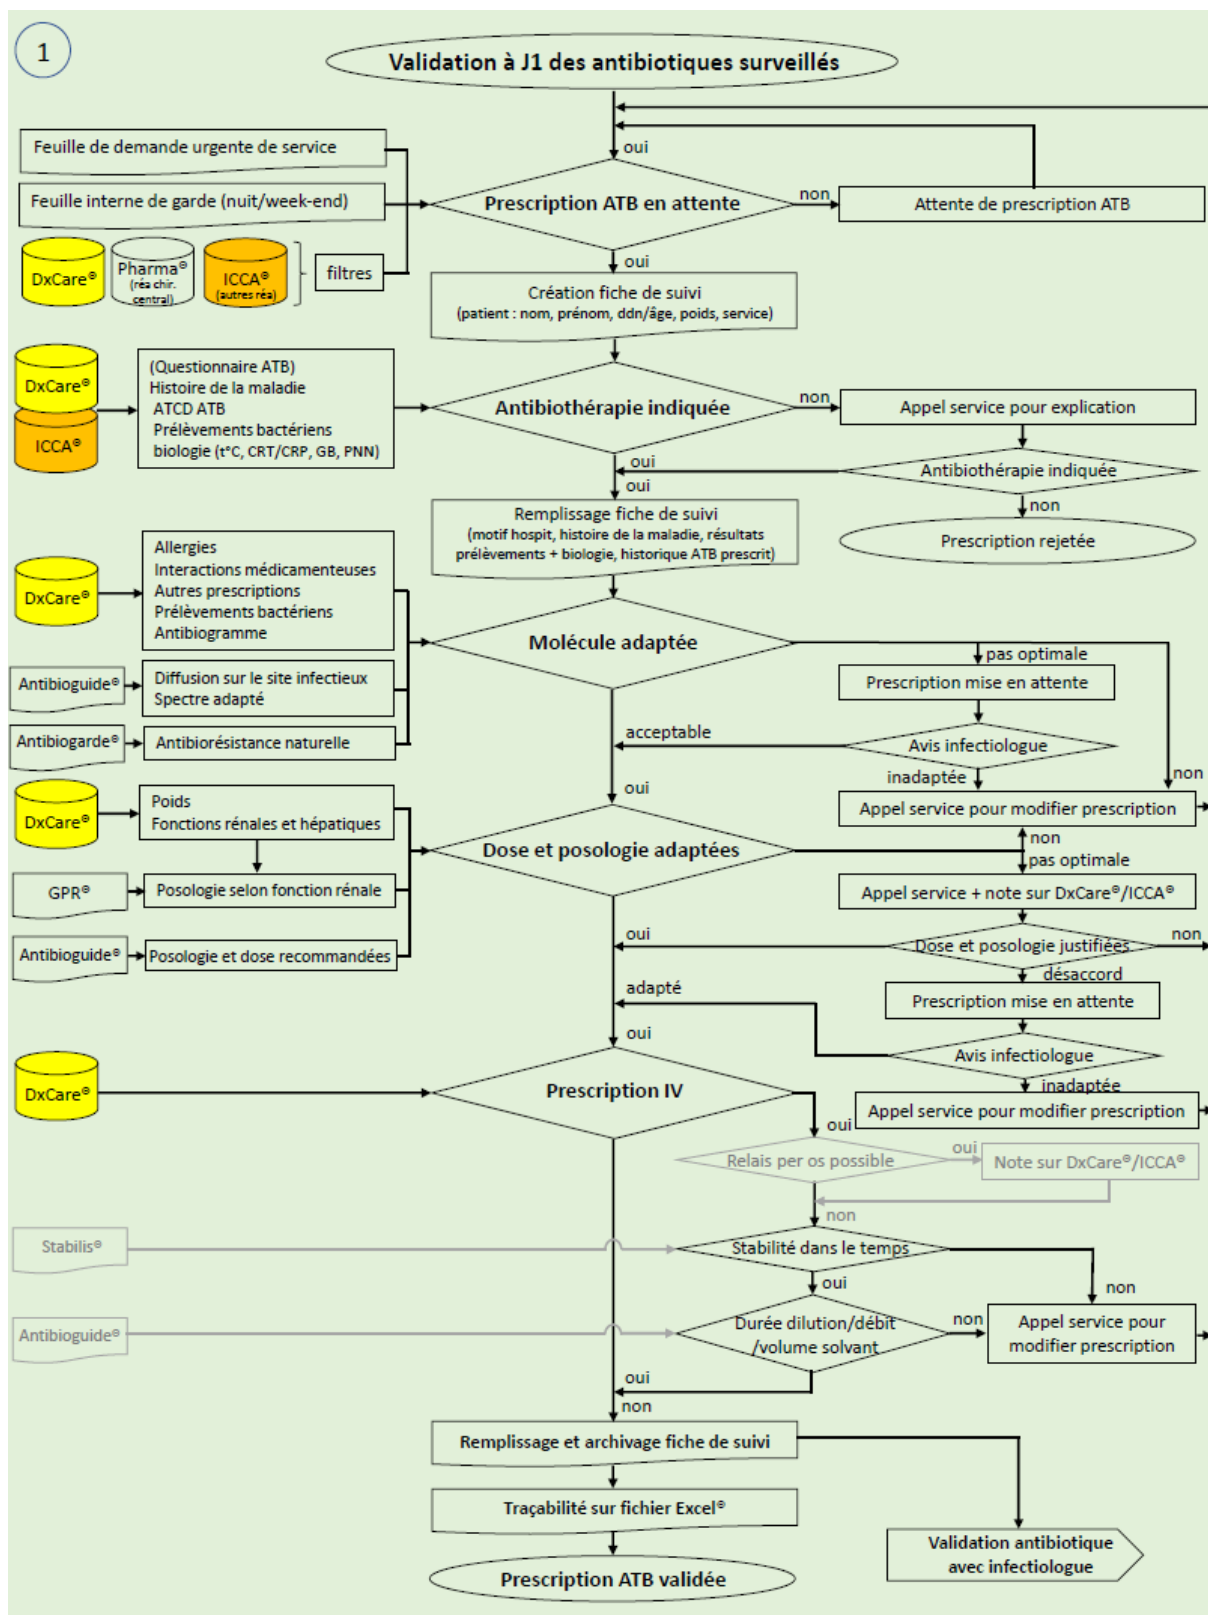 1
Validation à J1 des antibiotiques surveillés
oui
Feuille de demande urgente de service
Feuille interne de garde (nuit/week-end)
Prescription ATB en attente
non
Attente de prescription ATB
DxCare®
Pharma®
(réa chir.
central)
ICCA®
(autres réa)
filtres
oui
Création fiche de suivi
(patient : nom, prénom, ddn/âge, poids, service)
DxCare®
ICCA®
(Questionnaire ATB)
Histoire de la maladie
ATCD ATB
Prélèvements bactériens
biologie (t°C, CRT/CRP, GB, PNN)
Antibiothérapie indiquée
non
Appel service pour explication
oui
Antibiothérapie indiquée
oui
non
Prescription rejetée
Remplissage fiche de suivi
(motif hospit, histoire de la maladie, résultats
prélèvements + biologie, historique ATB prescrit)
DxCare®
Allergies
Interactions médicamenteuses
Autres prescriptions
Prélèvements bactériens
Antibiogramme
Molécule adaptée
pas optimale
Antibioguide®
Diffusion sur le site infectieux
Spectre adapté
Prescription mise en attente
Antibiogarde®
Antibiorésistance naturelle
acceptable
Avis infectiologue
inadaptée
non
oui
DxCare®
Poids
Fonctions rénales et hépatiques
Appel service pour modifier prescription
Dose et posologie adaptées
non
pas optimale
GPR®
Posologie selon fonction rénale
Appel service + note sur DxCare®/ICCA®
Antibioguide®
Posologie et dose recommandées
oui
Dose et posologie justifiées
non
désaccord
adapté
Prescription mise en attente
oui
Avis infectiologue
inadaptée
DxCare®
Prescription IV
Appel service pour modifier prescription
oui
Relais per os possible
oui
Note sur DxCare®/ICCA®
non
Stabilis®
Stabilité dans le temps
oui
non
Antibioguide®
Durée dilution/débit
/volume solvant
non
Appel service pour
modifier prescription
oui
non
Remplissage et archivage fiche de suivi
Traçabilité sur fichier Excel®
Validation antibiotique
avec infectiologue
Prescription ATB validée